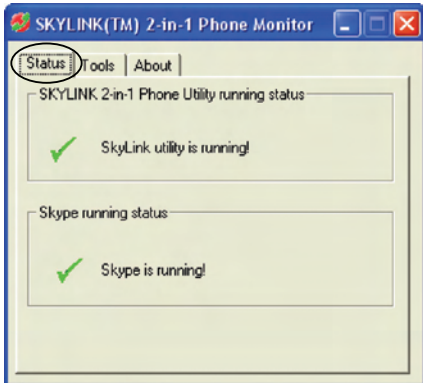 SKYLINK(TM) 2-in-1 Phone Monitor
Status Tools About
SKYLINK 2-in-1 Phone Utility running status
SkyLink utility is running!
Skype running status
Skype is running!